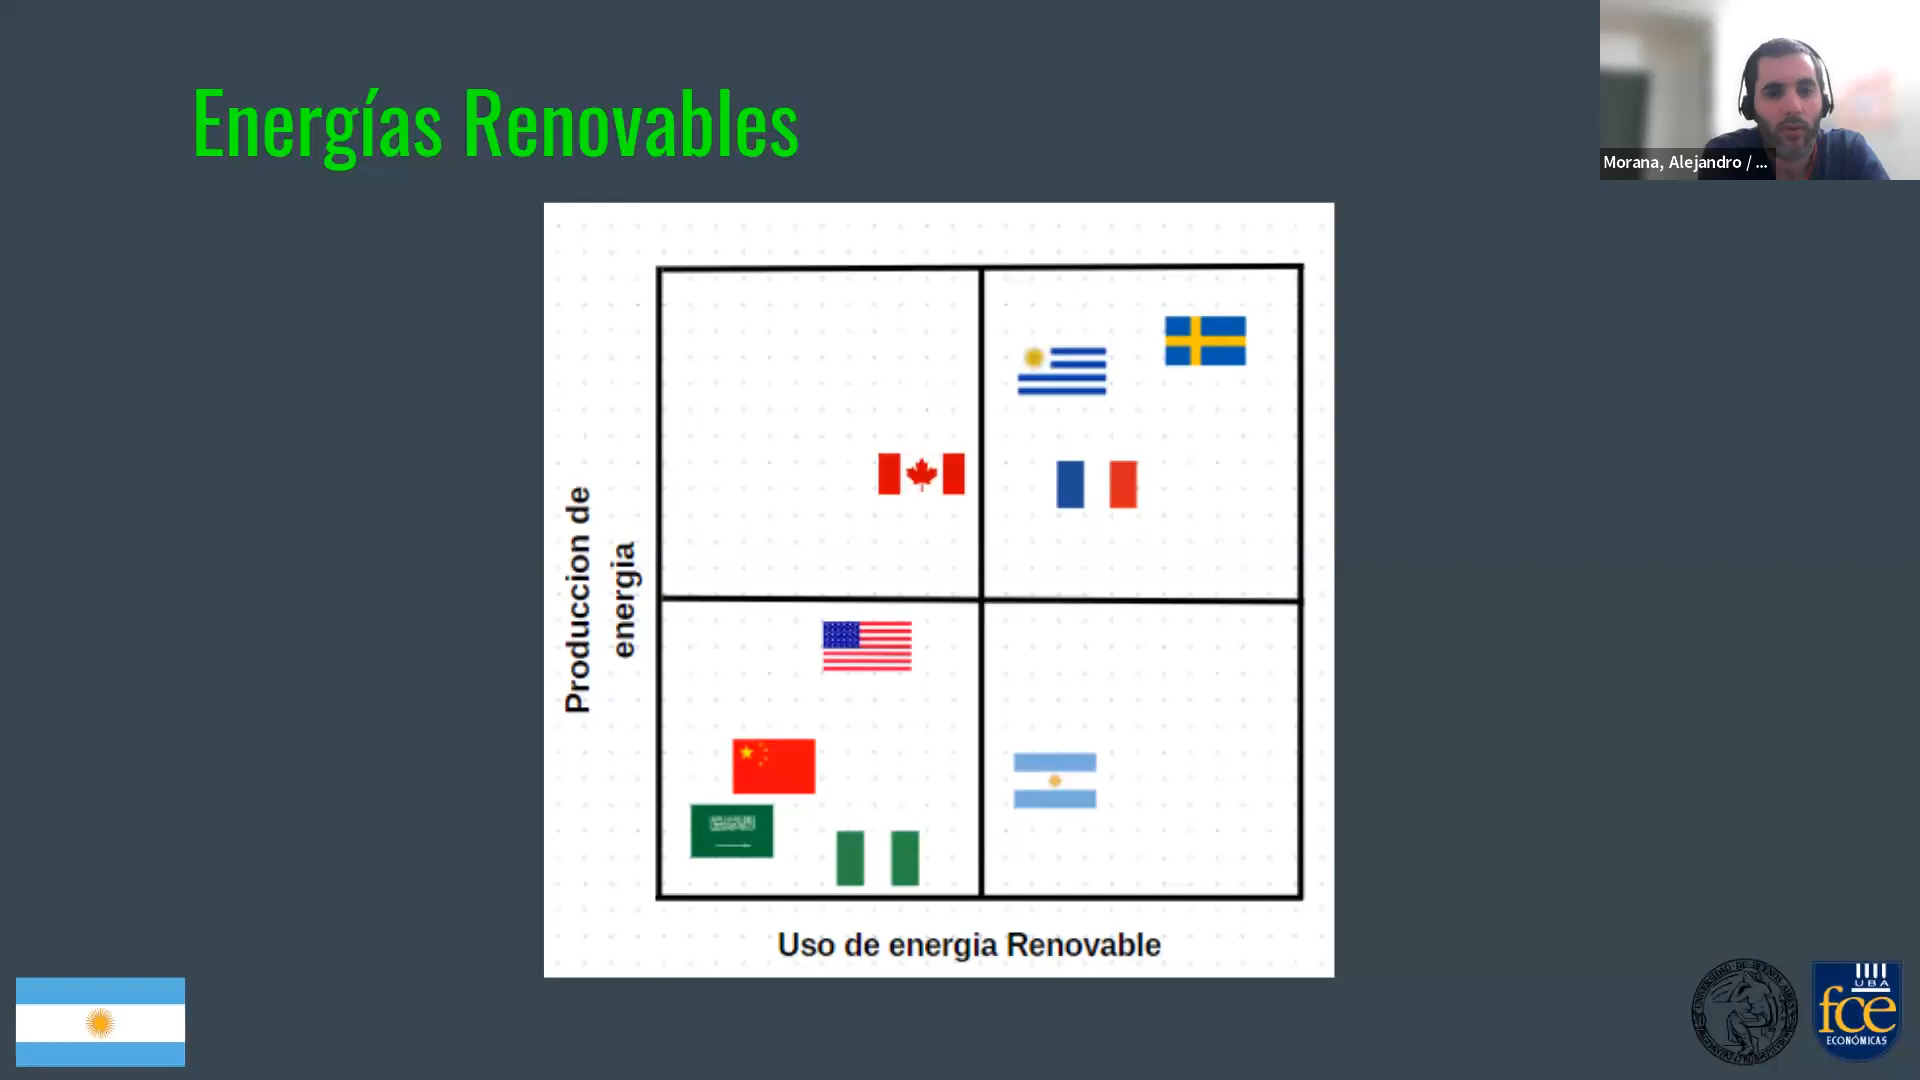 Energías Renovables
Morana, Alejandro / ...
Produccion de
energia
Uso de energia Renovable
UBA
fce
ECONÓMICAS